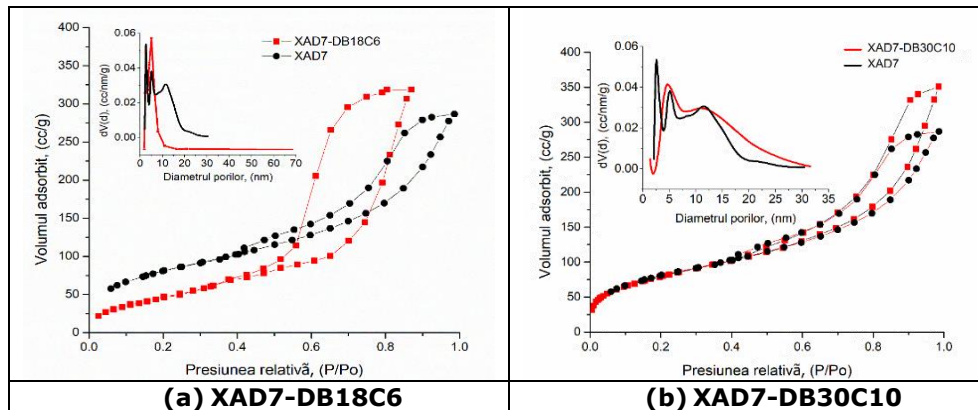 400
350
300
250
200
150
100
50
0
Volumul adsorbit, (cc/g)
0.0 0.2 0.4 0.6 0.8 1.0
Presiunea relativã, (P/Po)
0.06
0.04
0.02
0.00
dV(d), (cc/nm/g)
0 10 20 30 40 50 60 70
Diametrul porilor, (nm)
XAD7-DB18C6
XAD7
(a) XAD7-DB18C6
400
350
300
250
200
150
100
50
0
Volumul adsorbit, (cc/g)
0.0 0.2 0.4 0.6 0.8 1.0
Presiunea relativã, (P/Po)
0.06
0.04
0.02
0.00
dV(d), (cc/nm/g)
0 5 10 15 20 25 30 35
Diametrul porilor, (nm)
XAD7-DB30C10
XAD7
(b) XAD7-DB30C10